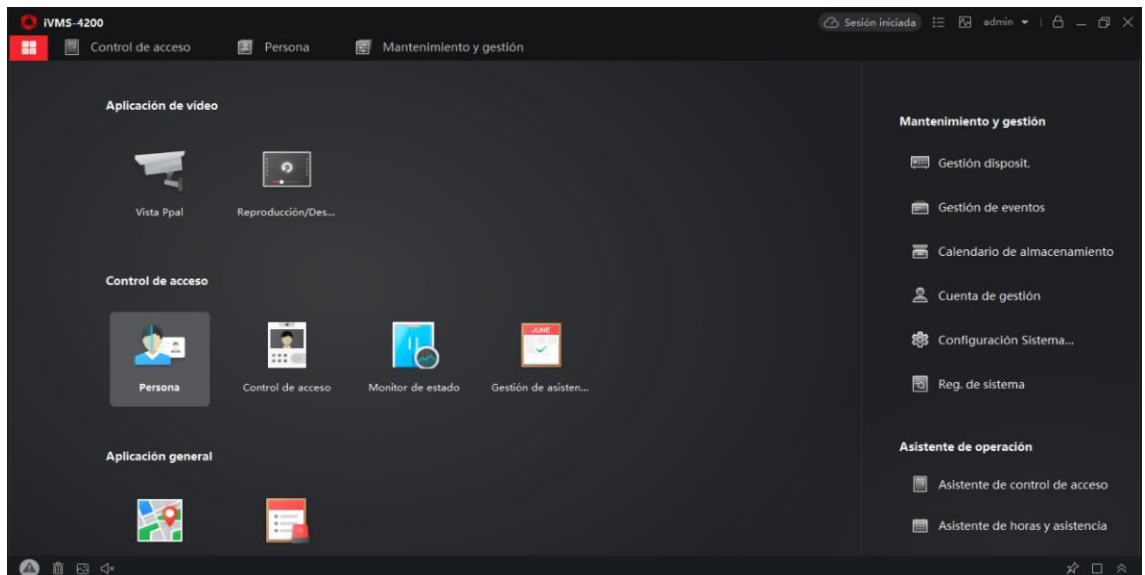 iVMS-4200
Sesión iniciada
admin
Control de acceso
Persona
Mantenimiento y gestión
Aplicación de vídeo
Vista Ppal
Reproducción/Des...
Control de acceso
Persona
Control de acceso
Monitor de estado
JUNE
Gestión de asisten...
Aplicación general
Mantenimiento y gestión
Gestión disposit.
Gestión de eventos
Calendario de almacenamiento
Cuenta de gestión
Configuración Sistema...
Reg. de sistema
Asistente de operación
Asistente de control de acceso
Asistente de horas y asistencia